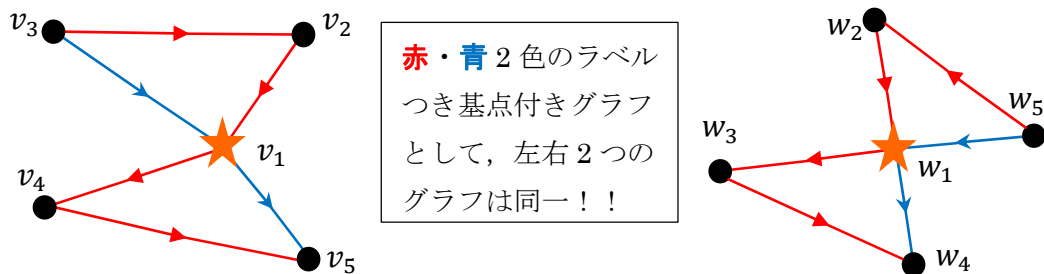 v₃
v₂
v₁
v₄
v₅
赤・青 2 色のラベル
つき基点付きグラフ
として，左右 2 つの
グラフは同一！！
w₂
w₅
w₃
w₁
w₄